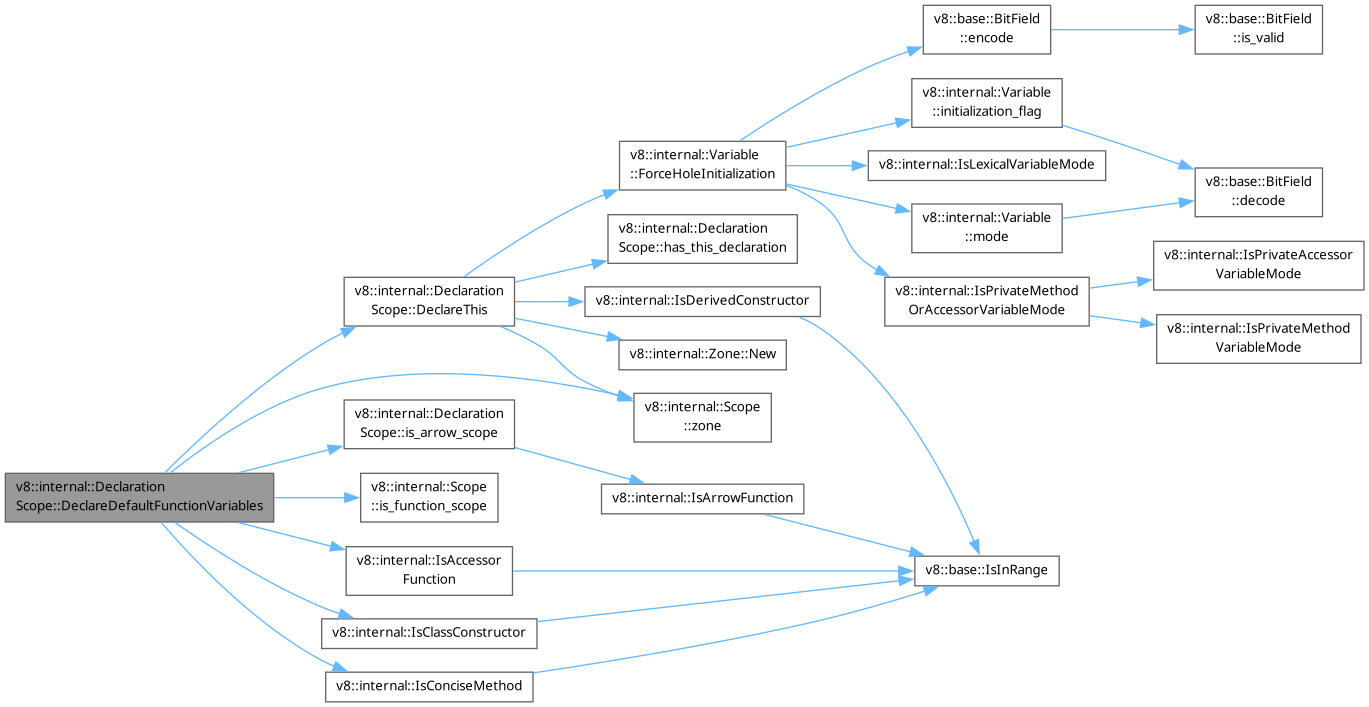 v8::base::BitField
::encode
v8::base::BitField
::is_valid
v8::internal::Variable
::initialization_flag
v8::internal::Variable
::ForceHoleInitialization
v8::internal::IsLexicalVariableMode
v8::base::BitField
::decode
v8::internal::Variable
::mode
v8::internal::Declaration
Scope::has_this_declaration
v8::internal::IsPrivateAccessor
VariableMode
v8::internal::Declaration
Scope::DeclareThis
v8::internal::IsDerivedConstructor
v8::internal::IsPrivateMethod
OrAccessorVariableMode
v8::internal::IsPrivateMethod
VariableMode
v8::internal::Zone::New
v8::internal::Scope
::zone
v8::internal::Declaration
Scope::is_arrow_scope
v8::internal::Declaration
Scope::DeclareDefaultFunctionVariables
v8::internal::Scope
::is_function_scope
v8::internal::IsArrowFunction
v8::internal::IsAccessor
Function
v8::base::IsInRange
v8::internal::IsClassConstructor
v8::internal::IsConciseMethod